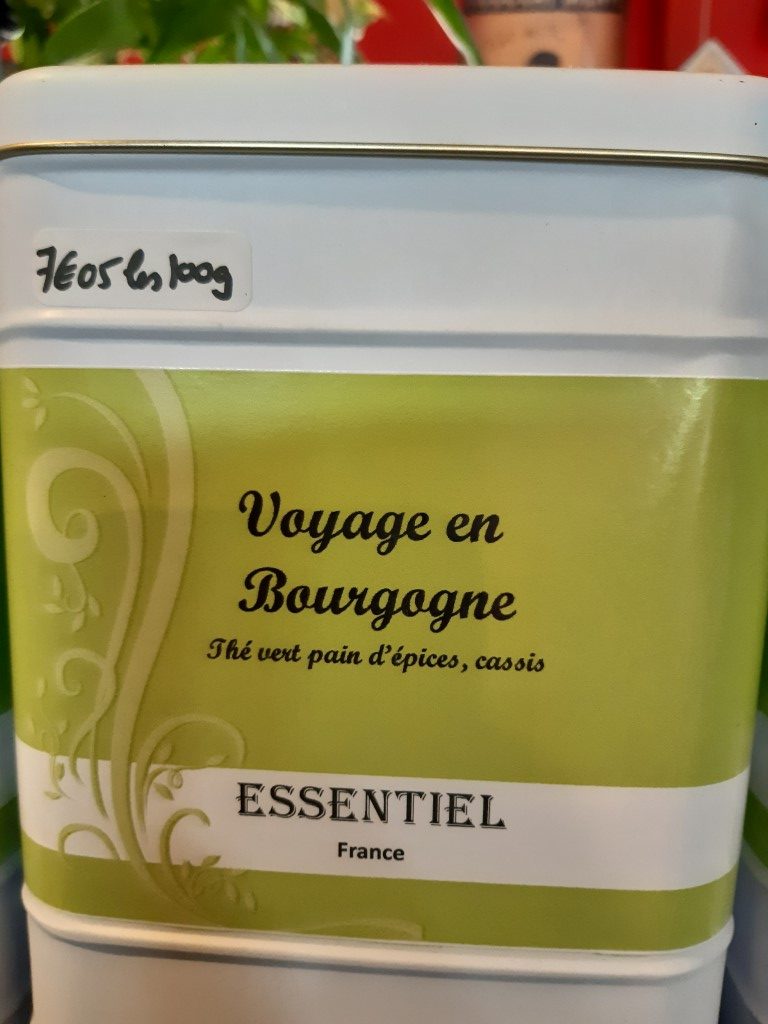 7€05 les 100g
Voyage en
Bourgogne
Thé vert pain d'épices, cassis
ESSENTIEL
France